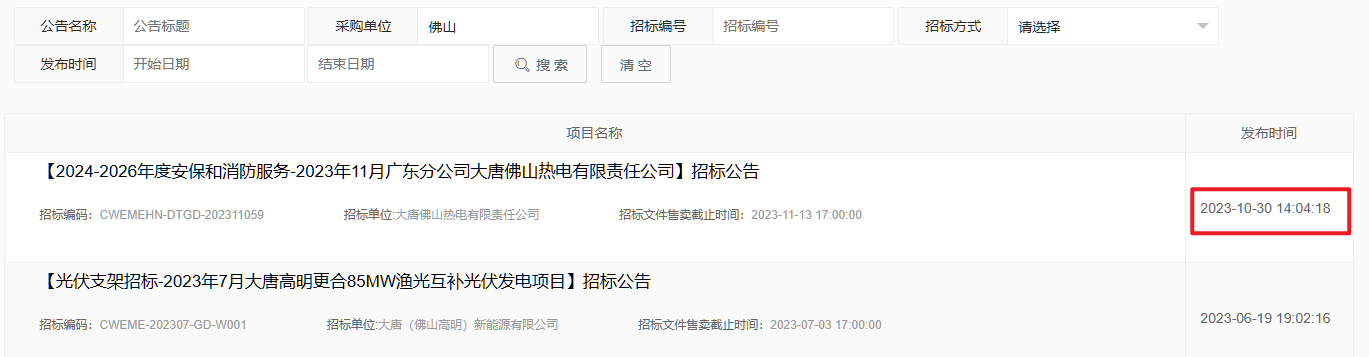 公告名称 公告标题 采购单位 佛山 招标编号 招标编号 招标方式 请选择
发布时间 开始日期 结束日期 搜 索 清 空
项目名称 发布时间
【2024-2026年度安保和消防服务-2023年11月广东分公司大唐佛山热电有限责任公司】招标公告
招标编码：CWEMEHN-DTGD-202311059 招标单位:大唐佛山热电有限责任公司 招标文件售卖截止时间：2023-11-13 17:00:00 2023-10-30 14:04:18
【光伏支架招标-2023年7月大唐高明更合85MW渔光互补光伏发电项目】招标公告
招标编码：CWEME-202307-GD-W001 招标单位:大唐（佛山高明）新能源有限公司 招标文件售卖截止时间：2023-07-03 17:00:00 2023-06-19 19:02:16